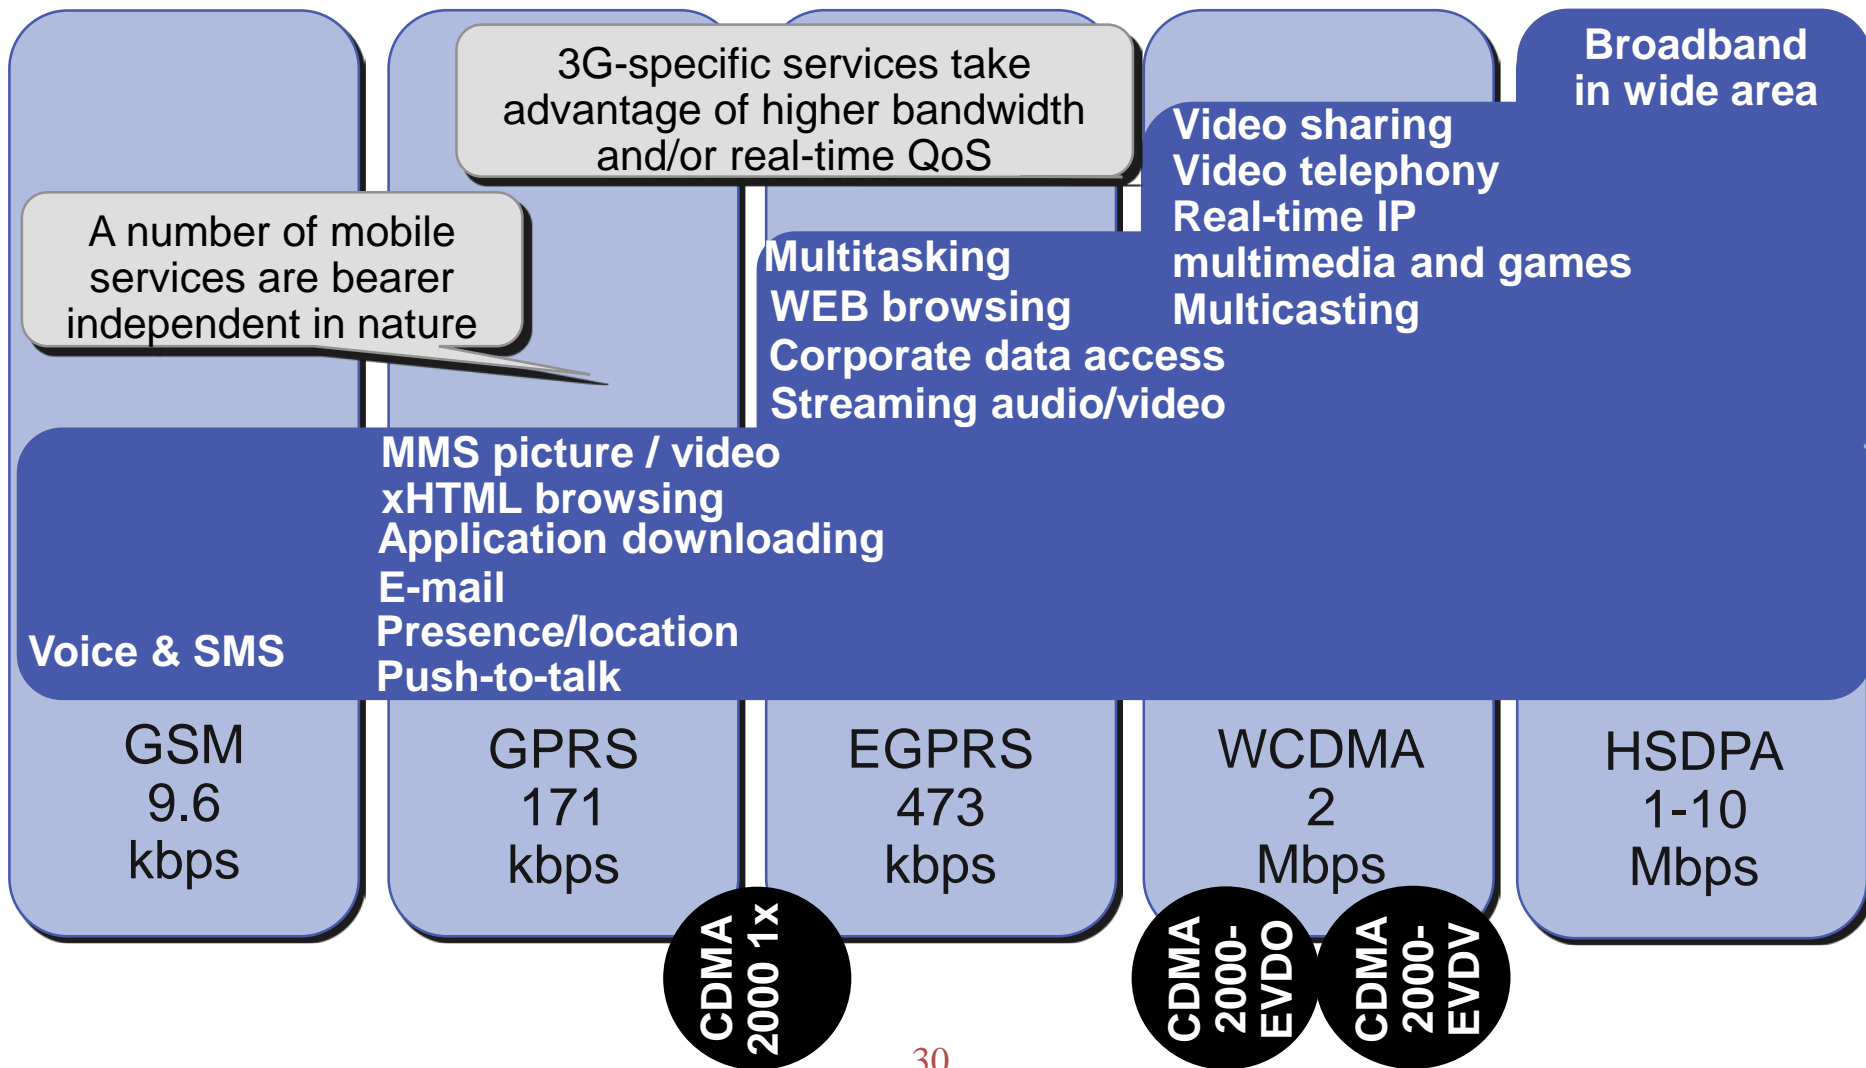 3G-specific services take
advantage of higher bandwidth
and/or real-time QoS
A number of mobile
services are bearer
independent in nature
Broadband
in wide area
Video sharing
Video telephony
Real-time IP
multimedia and games
Multicasting
Multitasking
WEB browsing
Corporate data access
Streaming audio/video
MMS picture / video
xHTML browsing
Application downloading
E-mail
Presence/location
Push-to-talk
Voice & SMS
GSM
9.6
kbps
GPRS
171
kbps
EGPRS
473
kbps
WCDMA
2
Mbps
HSDPA
1-10
Mbps
CDMA
2000 1x
CDMA
2000-
EVDO
CDMA
2000-
EVDV
30